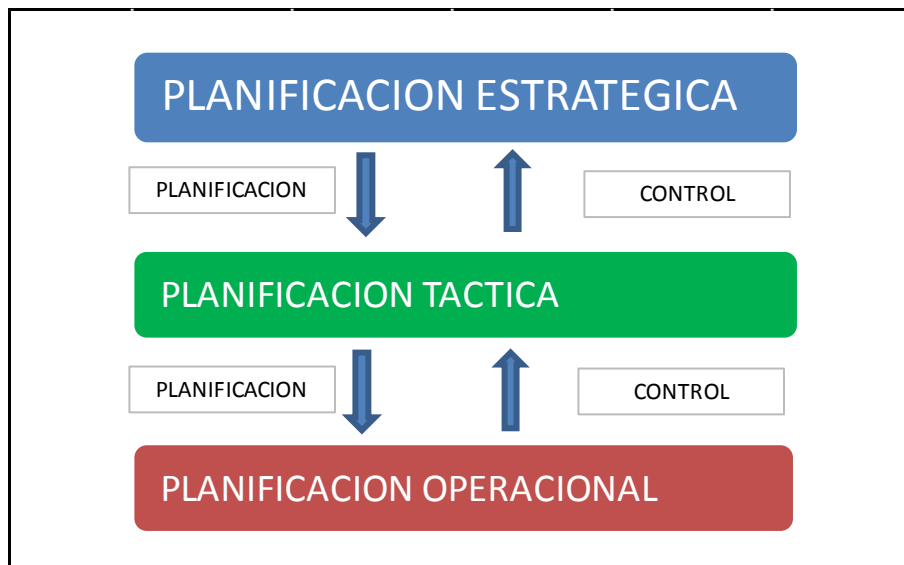 PLANIFICACION ESTRATEGICA
PLANIFICACION
CONTROL
PLANIFICACION TACTICA
PLANIFICACION
CONTROL
PLANIFICACION OPERACIONAL